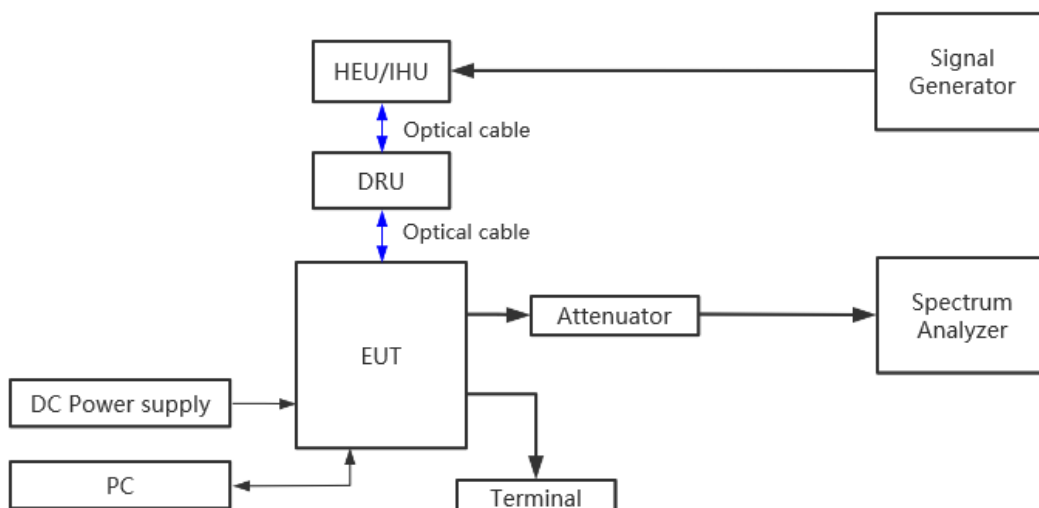 HEU/IHU
Signal
Generator
Optical cable
DRU
Optical cable
EUT
Attenuator
Spectrum
Analyzer
DC Power supply
PC
Terminal